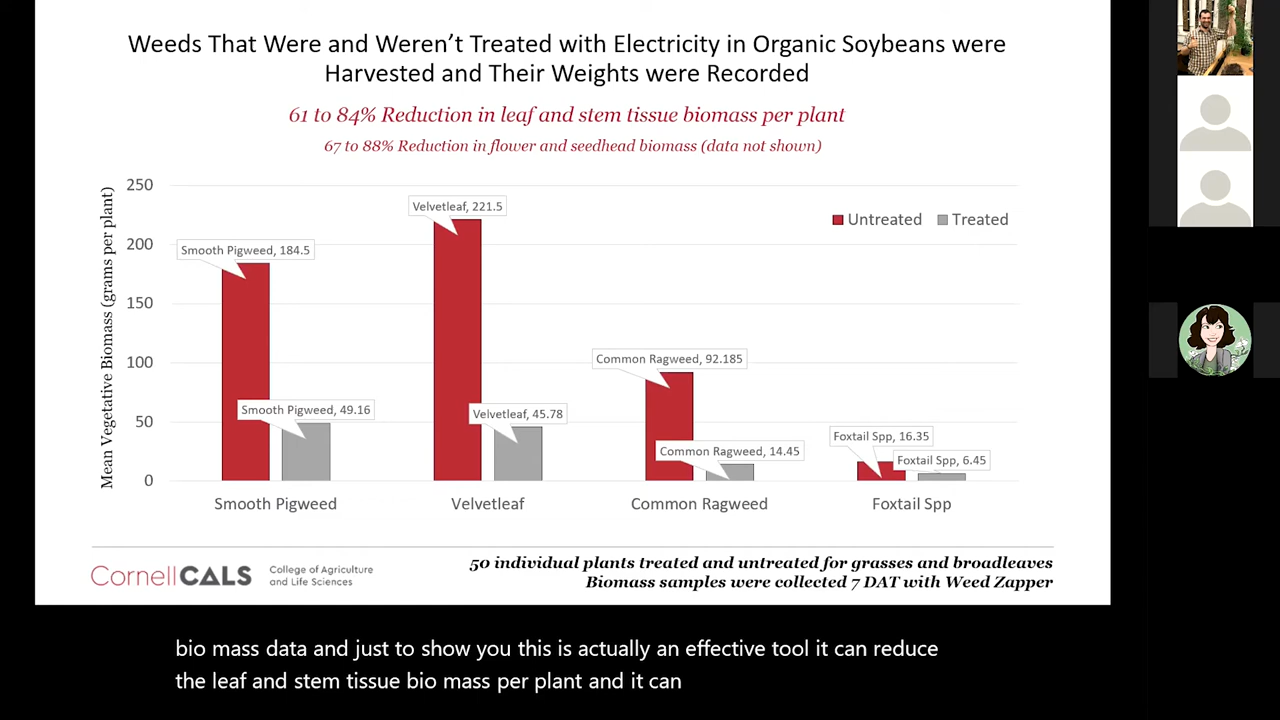 Weeds That Were and Weren't Treated with Electricity in Organic Soybeans were
Harvested and Their Weights were Recorded
61 to 84% Reduction in leaf and stem tissue biomass per plant
67 to 88% Reduction in flower and seedhead biomass (data not shown)
Mean Vegetative Biomass (grams per plant)
250
200
150
100
50
0
Untreated
Treated
Smooth Pigweed, 184.5
Smooth Pigweed, 49.16
Velvetleaf, 221.5
Velvetleaf, 45.78
Common Ragweed, 92.185
Common Ragweed, 14.45
Foxtail Spp, 16.35
Foxtail Spp, 6.45
Smooth Pigweed
Velvetleaf
Common Ragweed
Foxtail Spp
CornellCALS
College of Agriculture
and Life Sciences
50 individual plants treated and untreated for grasses and broadleaves
Biomass samples were collected 7 DAT with Weed Zapper
bio mass data and just to show you this is actually an effective tool it can reduce
the leaf and stem tissue bio mass per plant and it can